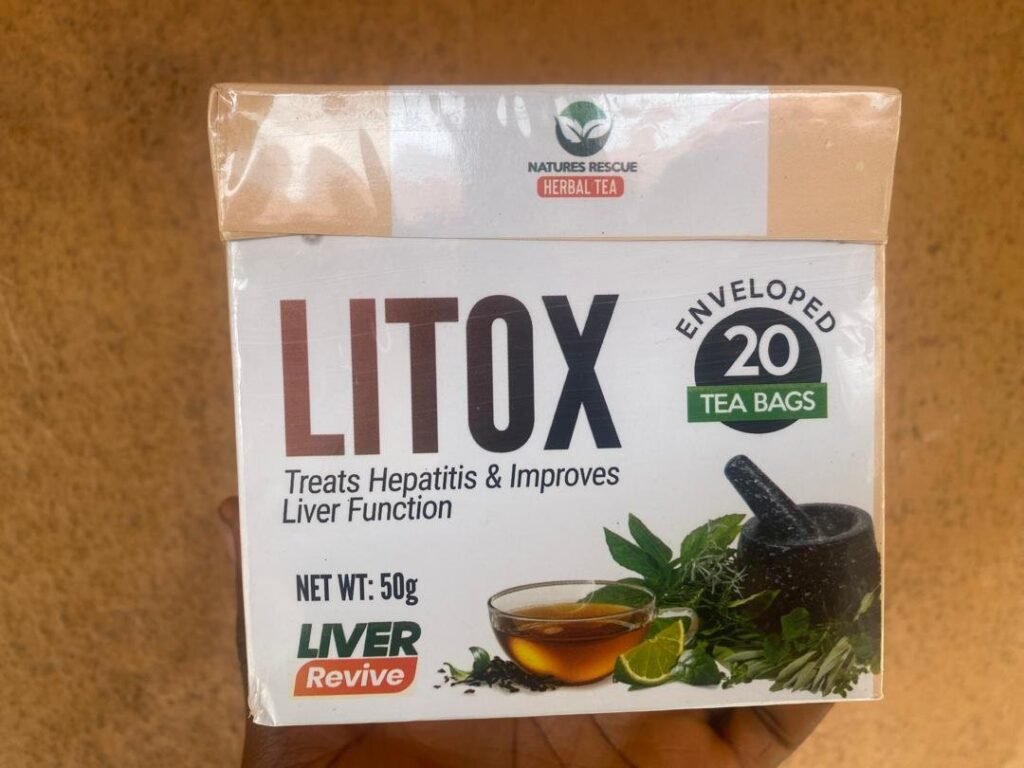 NATURES RESCUE
HERBAL TEA
LITOX
Treats Hepatitis & Improves
Liver Function
ENVELOPED
20
TEA BAGS
NET WT: 50g
LIVER
Revive